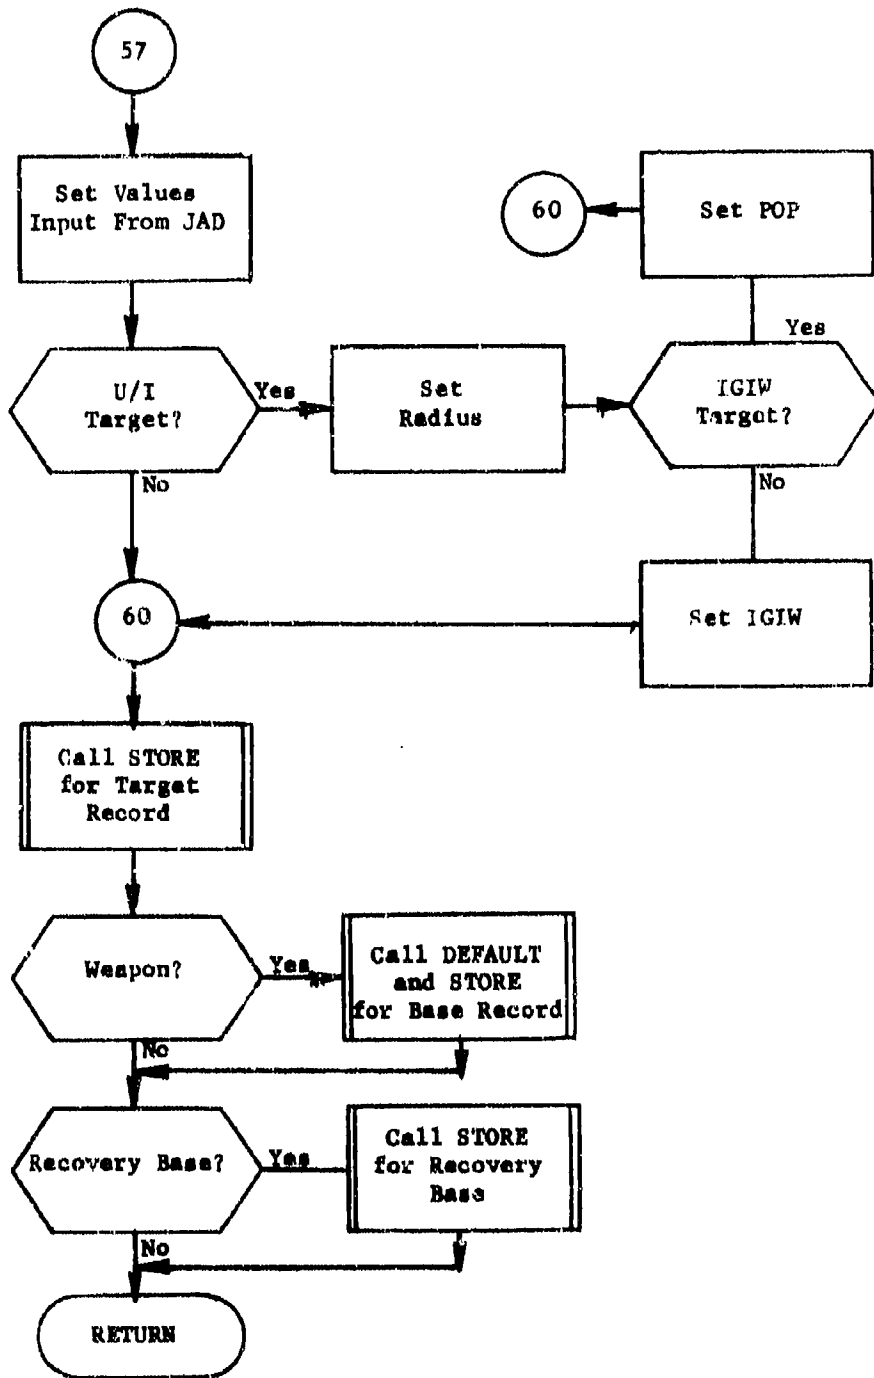 57
Set Values
Input From JAD
60
Set POP
Yes
U/I
Target?
Yes
Set
Radius
IGIW
Target?
No
No
60
Set IGIW
Call STORE
for Target
Record
Weapon?
Yes
Call DEFAULT
and STORE
for Base Record
No
Recovery Base?
Yes
Call STORE
for Recovery
Base
No
RETURN